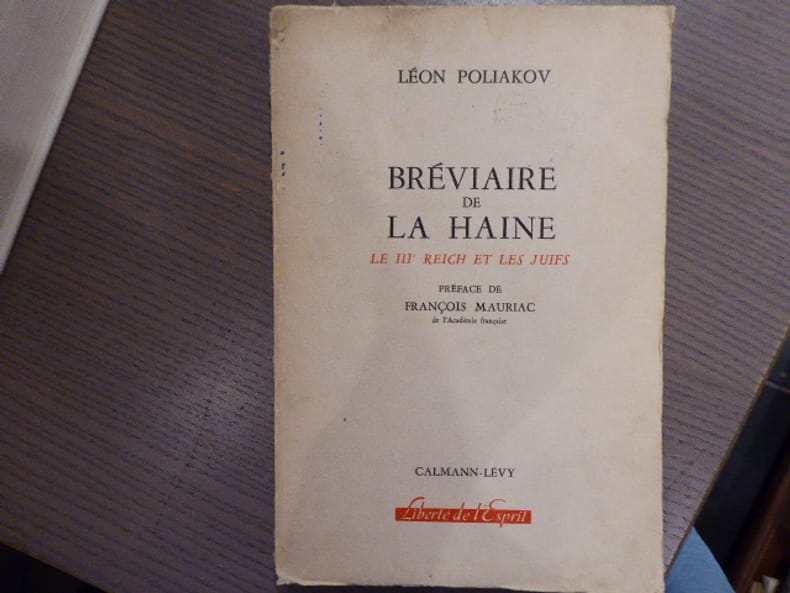 LÉON POLIAKOV
BRÉVIAIRE
DE
LA HAINE
LE IIIᵉ REICH ET LES JUIFS
PRÉFACE DE
FRANÇOIS MAURIAC
de l'Académie française
CALMANN-LÉVY
Liberté de l'Esprit